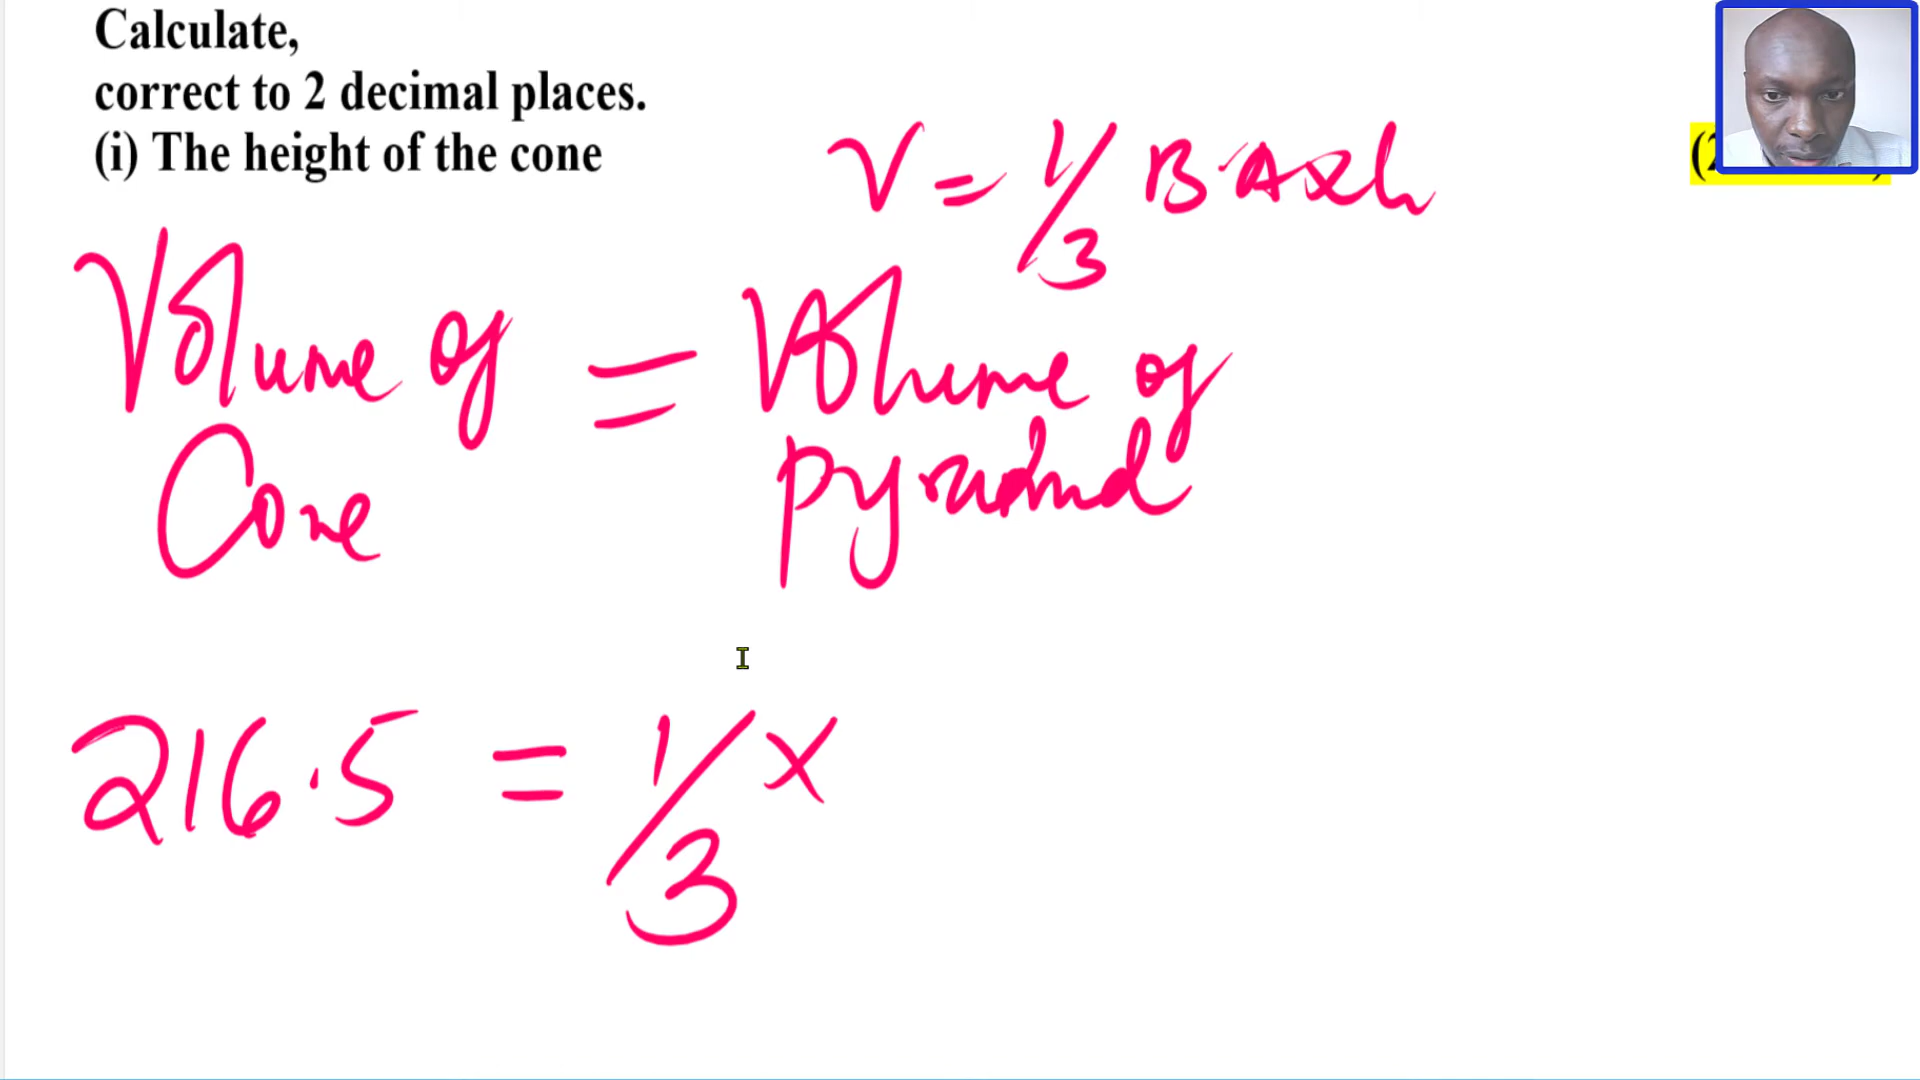 Calculate,
correct to 2 decimal places.
(i) The height of the cone
V = 1/3 B·A x h
Volume of = Volume of
Cone pyramid
216.5 = 1/3 x